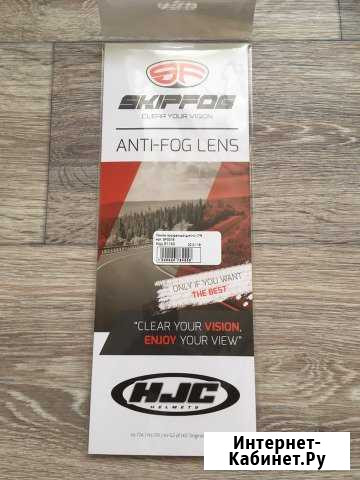 SF
SKIPFOG
CLEAR YOUR VISION
ANTI-FOG LENS
ONLY IF YOU WANT
THE BEST
"CLEAR YOUR VISION,
ENJOY YOUR VIEW"
HJC
HELMETS
Интернет-
Кабинет.Ру